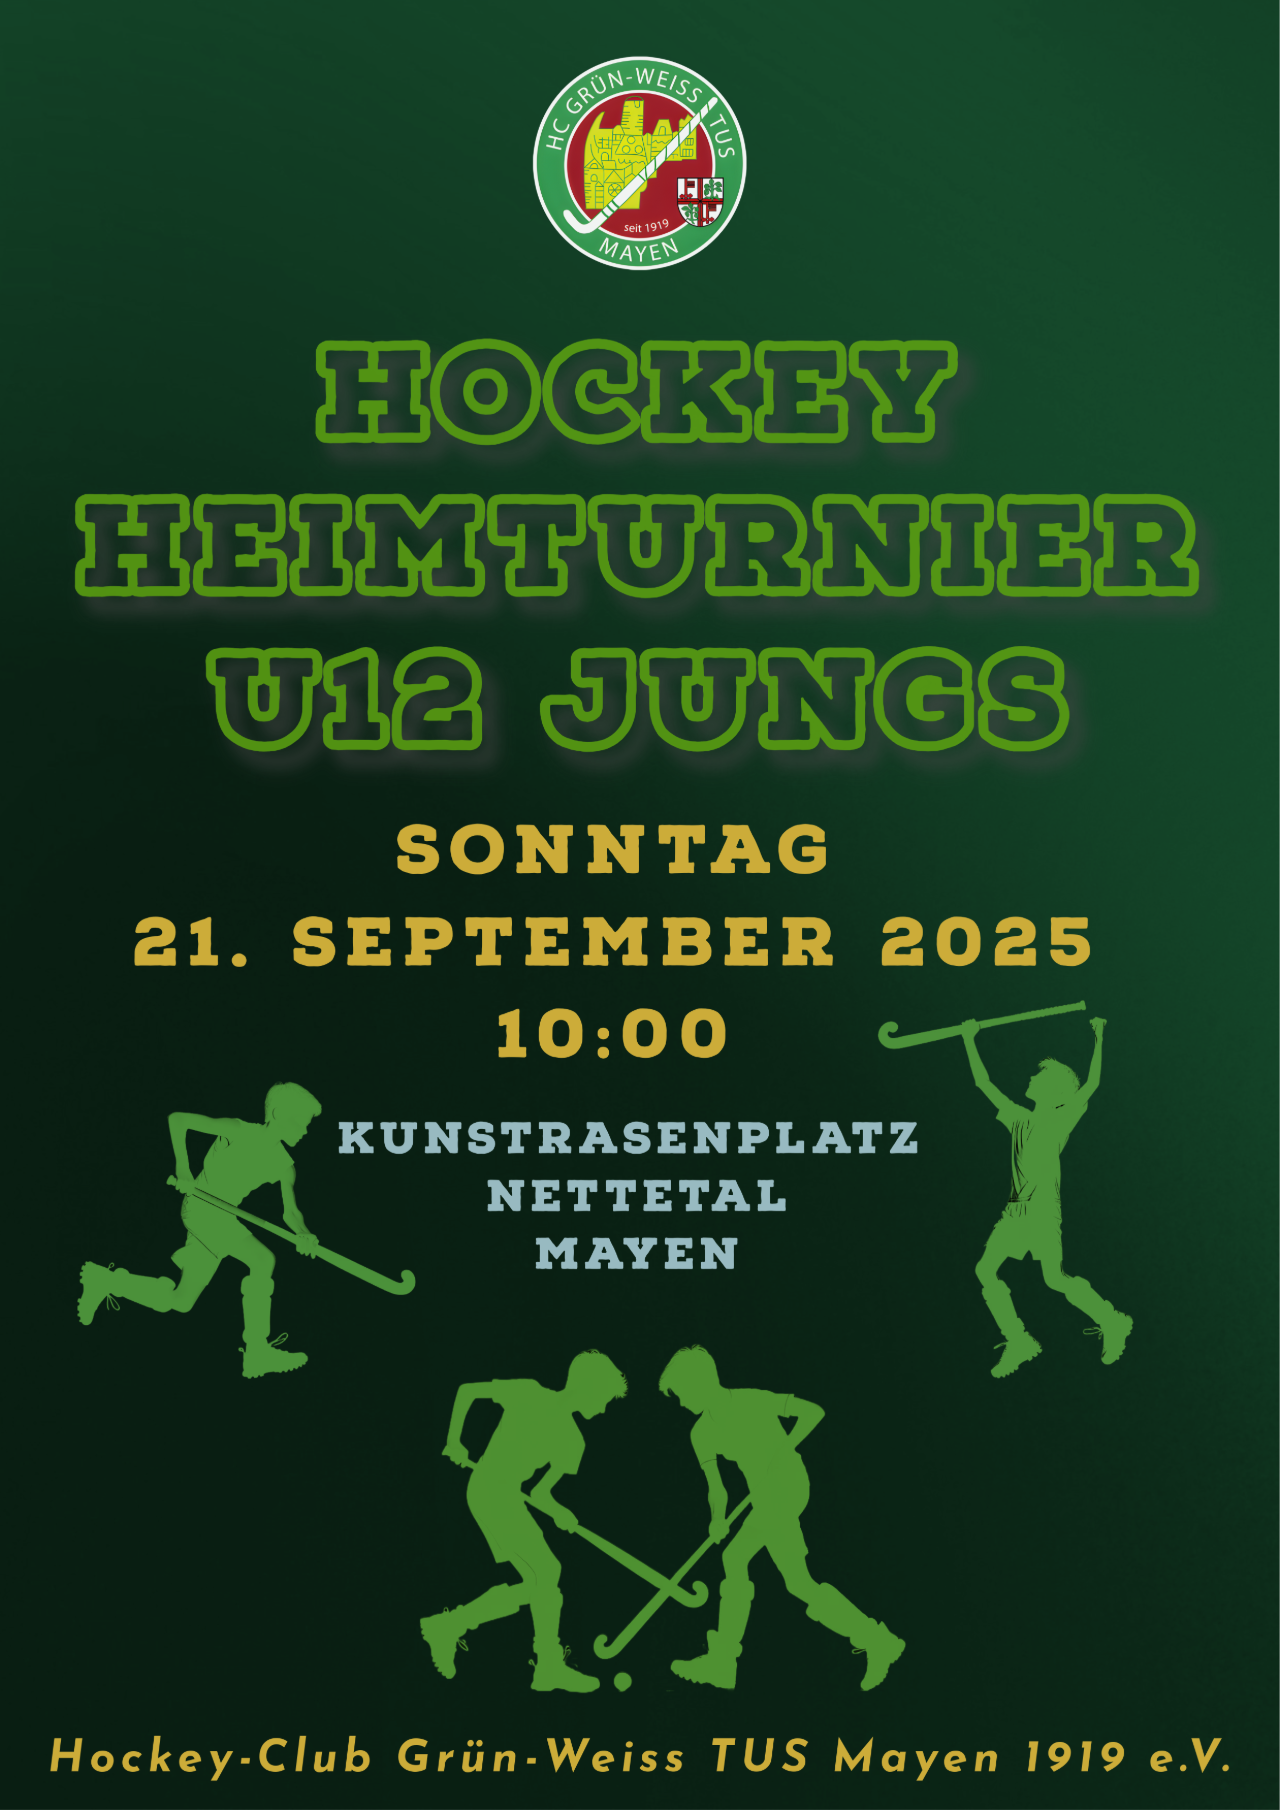 HC GRÜN-WEISS TUS
seit 1919
MAYEN
HOCKEY
HEIMTURNIER
U12 JUNGS
SONNTAG
21. SEPTEMBER 2025
10:00
KUNSTRASENPLATZ
NETTETAL
MAYEN
Hockey-Club Grün-Weiss TUS Mayen 1919 e.V.